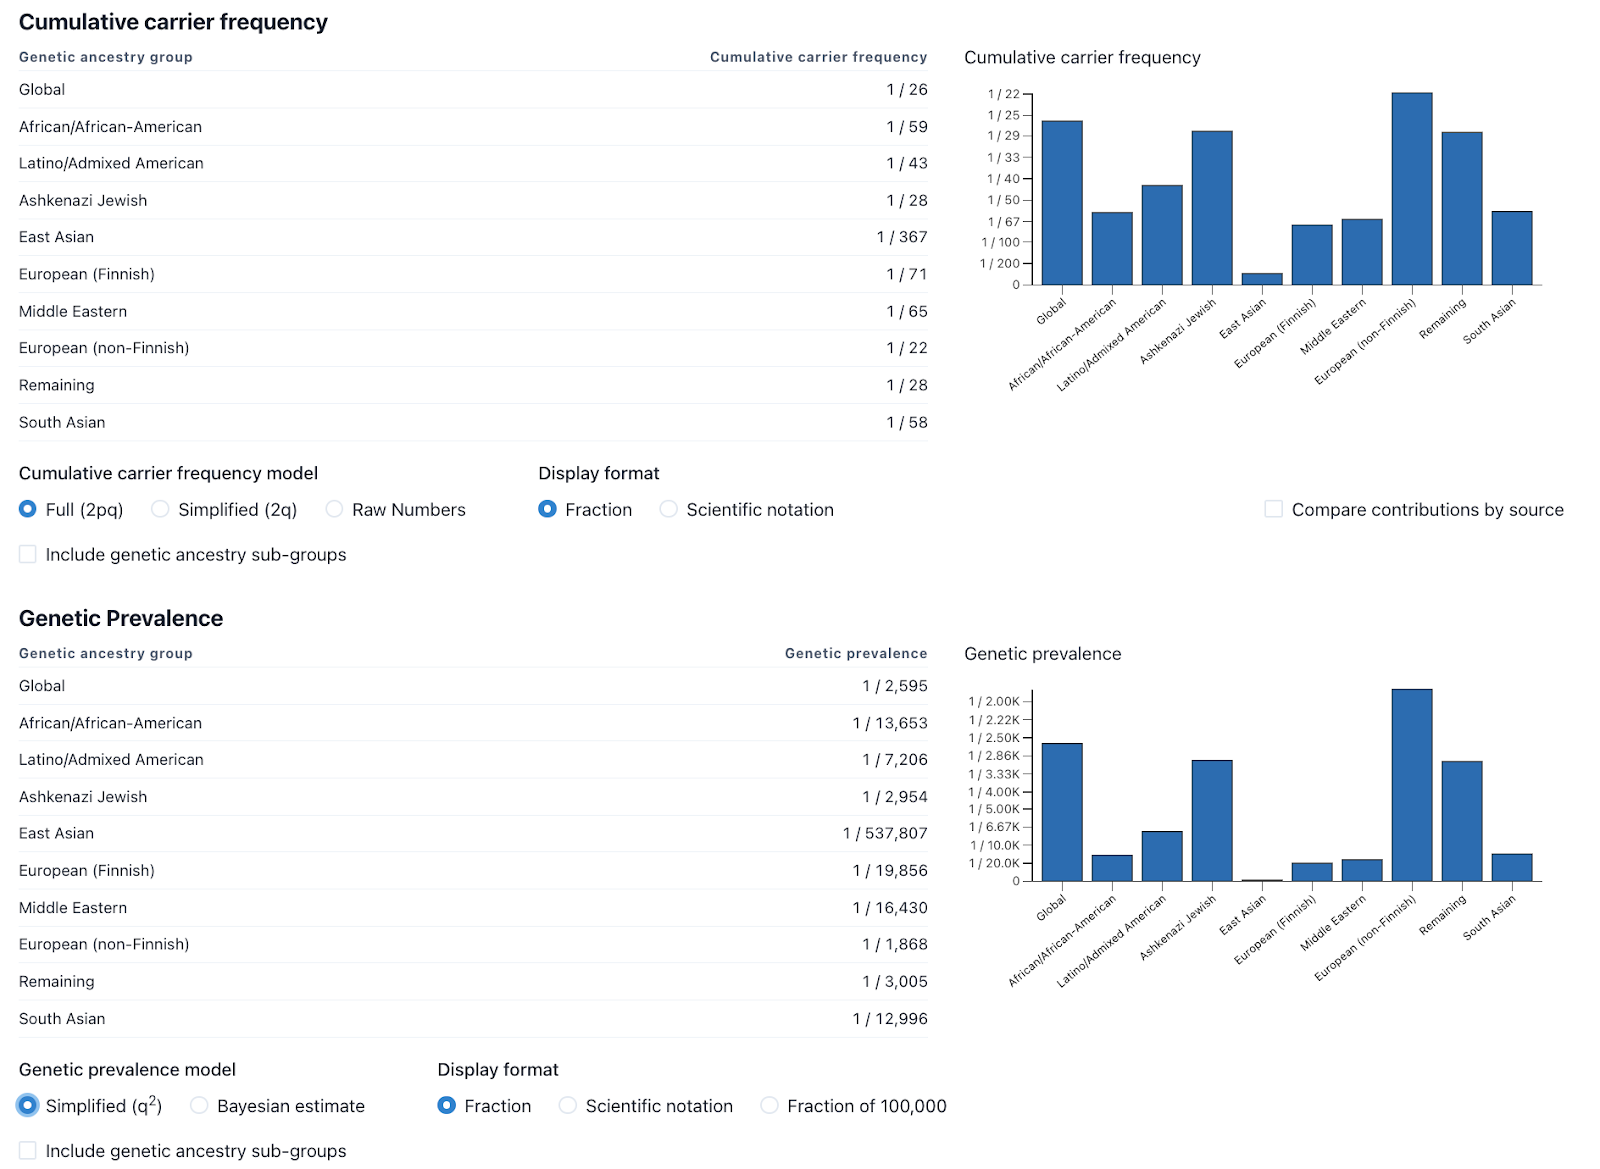 Cumulative carrier frequency
Genetic ancestry group Cumulative carrier frequency
Global 1 / 26
African/African-American 1 / 59
Latino/Admixed American 1 / 43
Ashkenazi Jewish 1 / 28
East Asian 1 / 367
European (Finnish) 1 / 71
Middle Eastern 1 / 65
European (non-Finnish) 1 / 22
Remaining 1 / 28
South Asian 1 / 58
Cumulative carrier frequency
1 / 22
1 / 25
1 / 29
1 / 33
1 / 40
1 / 50
1 / 67
1 / 100
1 / 200
0
Global
African/African-American
Latino/Admixed American
Ashkenazi Jewish
East Asian
European (Finnish)
Middle Eastern
European (non-Finnish)
Remaining
South Asian
Cumulative carrier frequency model Display format
Full (2pq) Simplified (2q) Raw Numbers Fraction Scientific notation Compare contributions by source
Include genetic ancestry sub-groups
Genetic Prevalence
Genetic ancestry group Genetic prevalence
Global 1 / 2,595
African/African-American 1 / 13,653
Latino/Admixed American 1 / 7,206
Ashkenazi Jewish 1 / 2,954
East Asian 1 / 537,807
European (Finnish) 1 / 19,856
Middle Eastern 1 / 16,430
European (non-Finnish) 1 / 1,868
Remaining 1 / 3,005
South Asian 1 / 12,996
Genetic prevalence
1 / 2.00K
1 / 2.22K
1 / 2.50K
1 / 2.86K
1 / 3.33K
1 / 4.00K
1 / 5.00K
1 / 6.67K
1 / 10.0K
1 / 20.0K
0
Global
African/African-American
Latino/Admixed American
Ashkenazi Jewish
East Asian
European (Finnish)
Middle Eastern
European (non-Finnish)
Remaining
South Asian
Genetic prevalence model Display format
Simplified (q²) Bayesian estimate Fraction Scientific notation Fraction of 100,000
Include genetic ancestry sub-groups